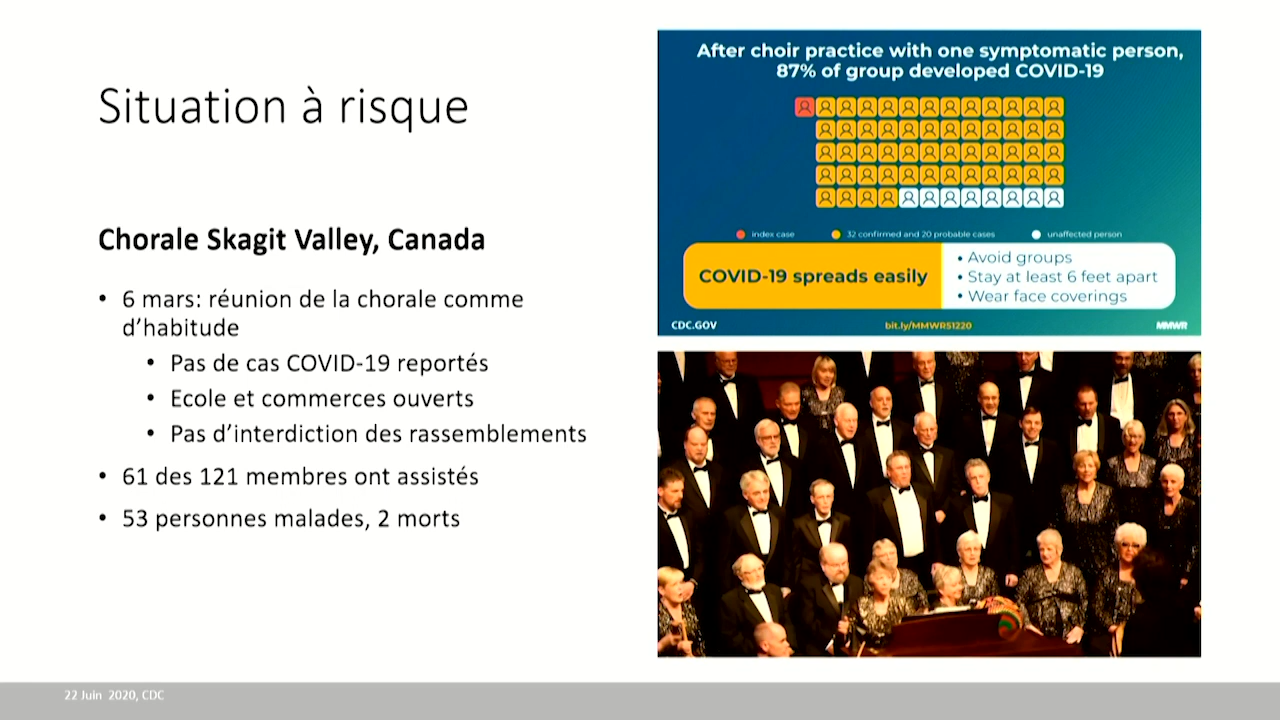 Situation à risque
Chorale Skagit Valley, Canada
• 6 mars: réunion de la chorale comme
d’habitude
• Pas de cas COVID-19 reportés
• Ecole et commerces ouverts
• Pas d’interdiction des rassemblements
• 61 des 121 membres ont assistés
• 53 personnes malades, 2 morts
After choir practice with one symptomatic person,
87% of group developed COVID-19
index case
32 confirmed and 20 probable cases
unaffected person
COVID-19 spreads easily
• Avoid groups
• Stay at least 6 feet apart
• Wear face coverings
CDC.GOV
bit.ly/MMWR51220
MMWR
22 Juin 2020, CDC